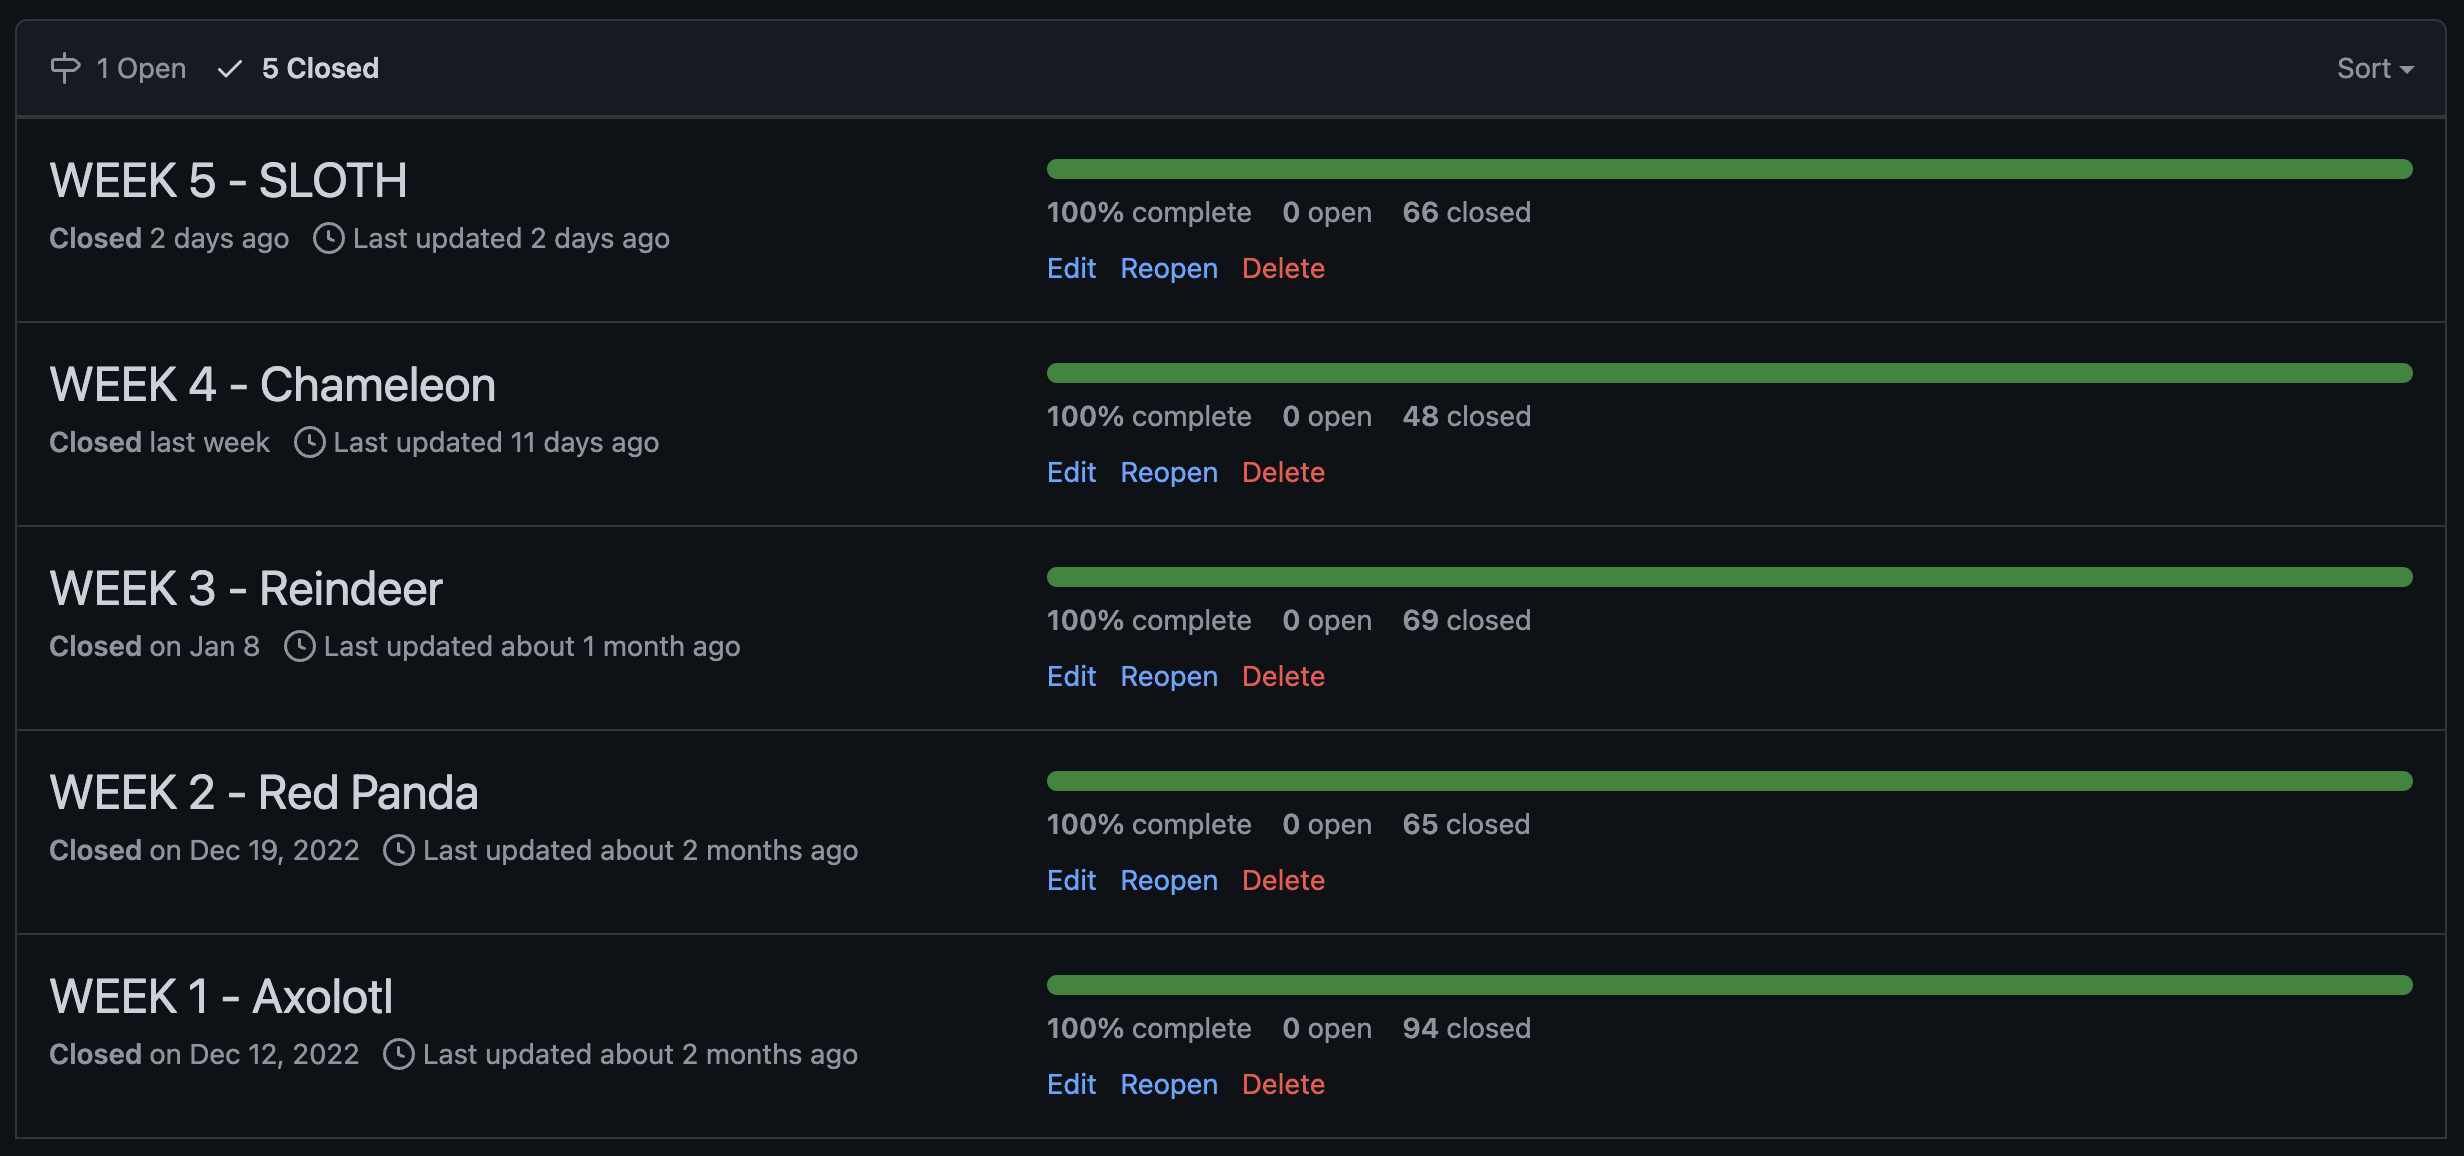 1 Open 5 Closed Sort
WEEK 5 - SLOTH
Closed 2 days ago Last updated 2 days ago
100% complete 0 open 66 closed
Edit Reopen Delete
WEEK 4 - Chameleon
Closed last week Last updated 11 days ago
100% complete 0 open 48 closed
Edit Reopen Delete
WEEK 3 - Reindeer
Closed on Jan 8 Last updated about 1 month ago
100% complete 0 open 69 closed
Edit Reopen Delete
WEEK 2 - Red Panda
Closed on Dec 19, 2022 Last updated about 2 months ago
100% complete 0 open 65 closed
Edit Reopen Delete
WEEK 1 - Axolotl
Closed on Dec 12, 2022 Last updated about 2 months ago
100% complete 0 open 94 closed
Edit Reopen Delete